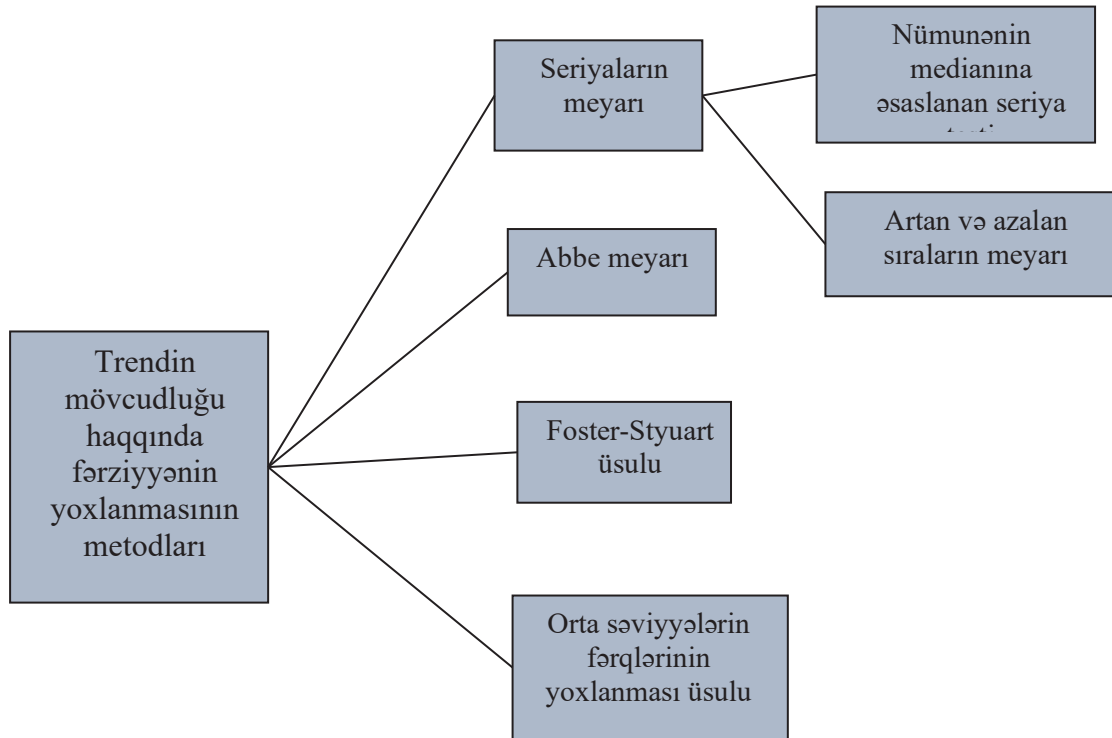 Trendin
mövcudluğu
haqqında
fərziyyənin
yoxlanmasının
metodları
Seriyaların
meyarı
Nümunənin
medianına
əsaslanan seriya
Artan və azalan
sıraların meyarı
Abbe meyarı
Foster-Styuart
üsulu
Orta səviyyələrin
fərqlərinin
yoxlanması üsulu